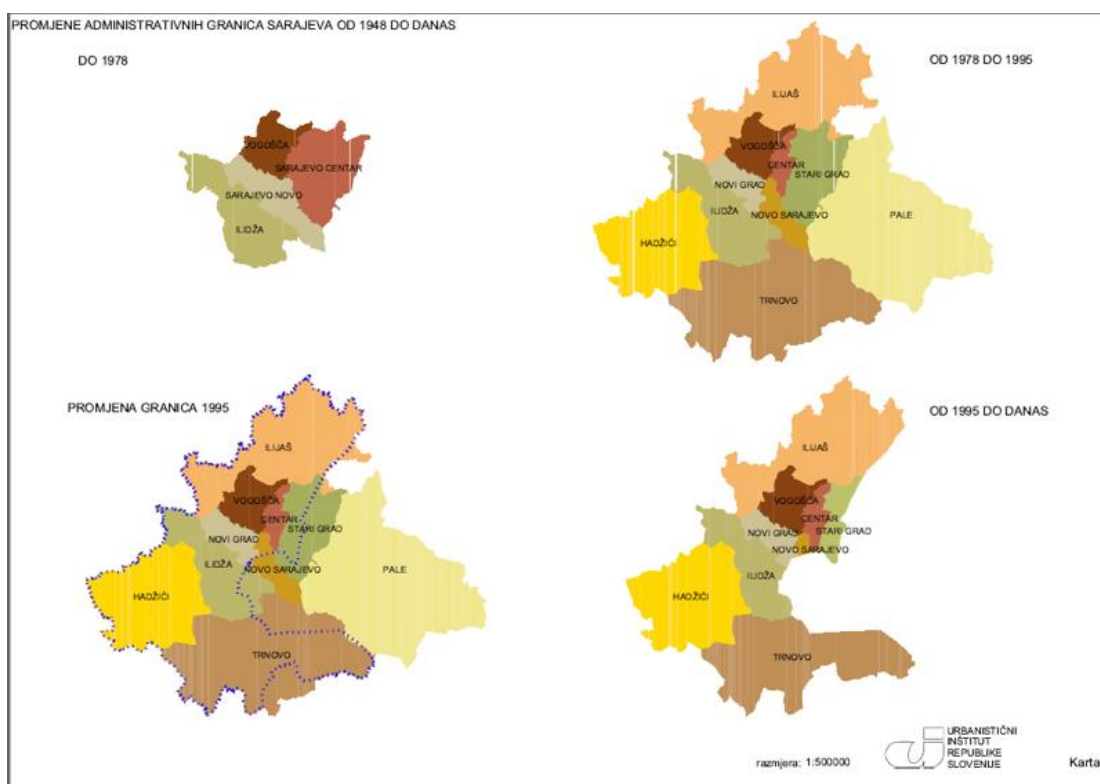 PROMJENE ADMINISTRATIVNIH GRANICA SARAJEVA OD 1948 DO DANAS
DO 1978
VOGOŠĆA
SARAJEVO CENTAR
SARAJEVO NOVO
ILIDŽA
OD 1978 DO 1995
ILIJAŠ
VOGOŠĆA
CENTAR
STARI GRAD
NOVI GRAD
ILIDŽA
NOVO SARAJEVO
PALE
HADŽIĆI
TRNOVO
PROMJENA GRANICA 1995
ILIJAŠ
VOGOŠĆA
CENTAR
STARI GRAD
NOVI GRAD
ILIDŽA
NOVO SARAJEVO
PALE
HADŽIĆI
TRNOVO
OD 1995 DO DANAS
ILIJAŠ
VOGOŠĆA
CENTAR
STARI GRAD
NOVI GRAD
NOVO SARAJEVO
ILIDŽA
HADŽIĆI
TRNOVO
razmjera: 1:500000
URBANISTIČNI
INŠTITUT
REPUBLIKE
SLOVENIJE
Karta